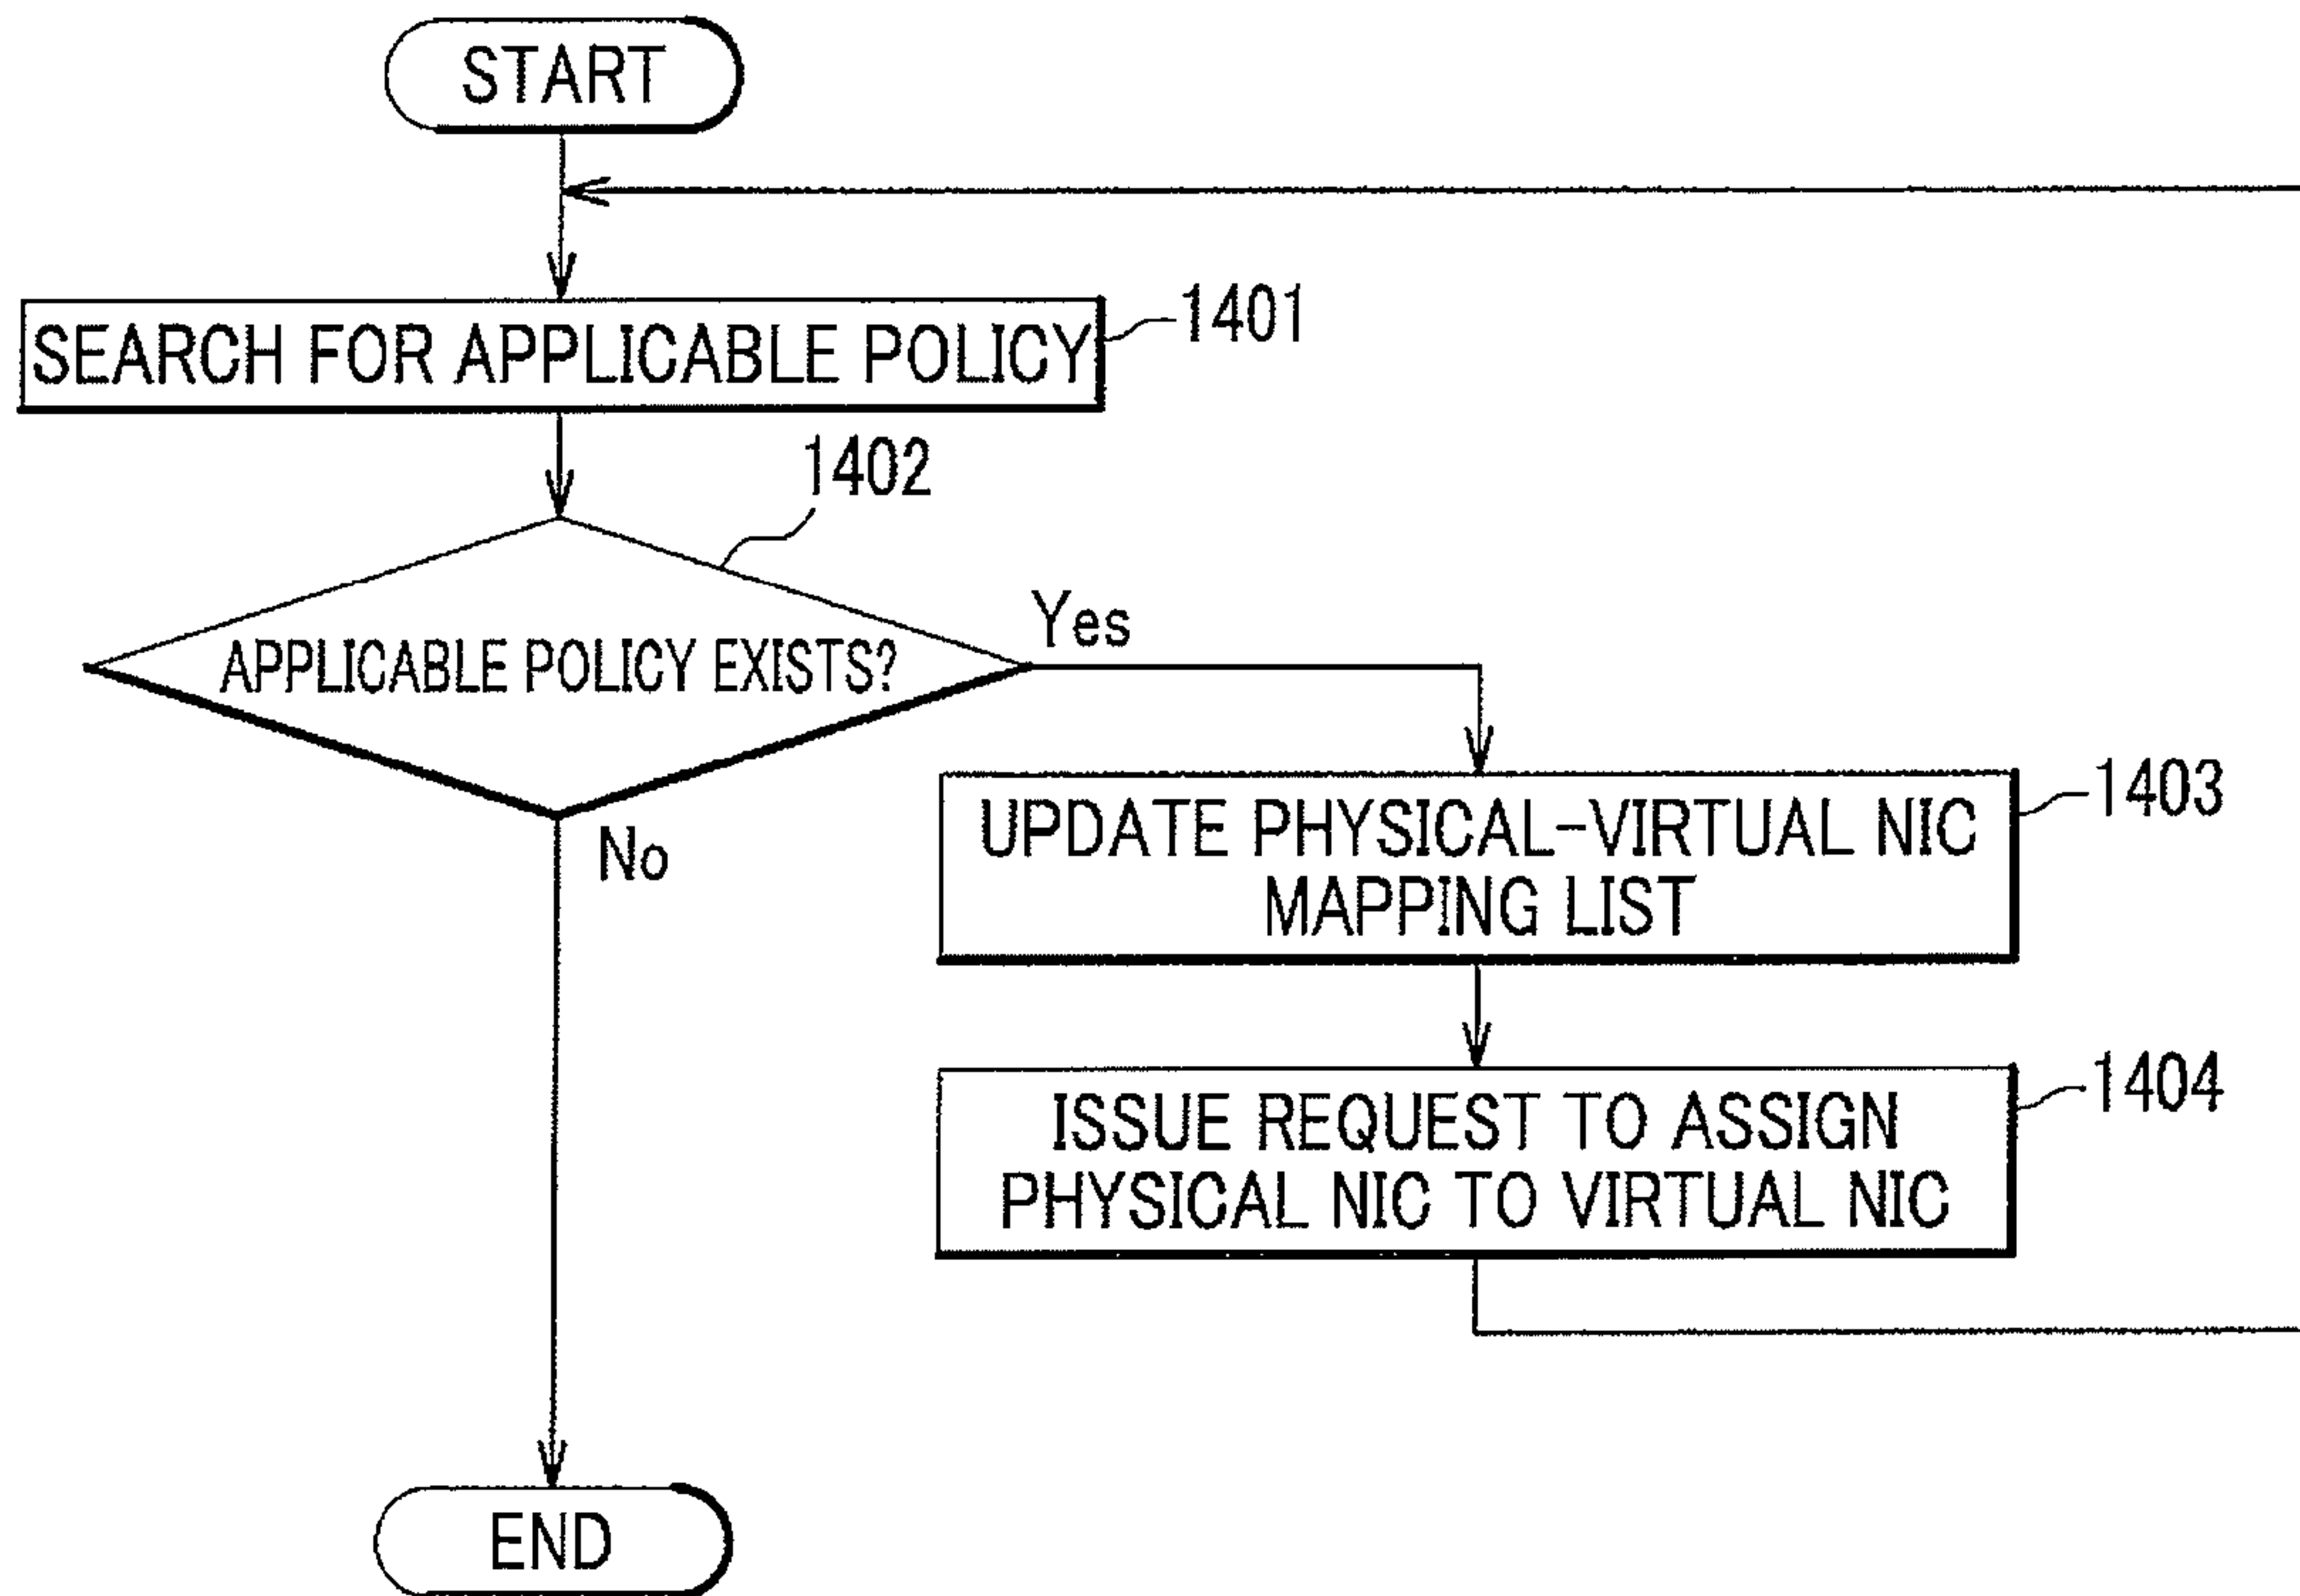 START
SEARCH FOR APPLICABLE POLICY
1401
1402
APPLICABLE POLICY EXISTS?
Yes
No
UPDATE PHYSICAL-VIRTUAL NIC
MAPPING LIST
1403
ISSUE REQUEST TO ASSIGN
PHYSICAL NIC TO VIRTUAL NIC
1404
END